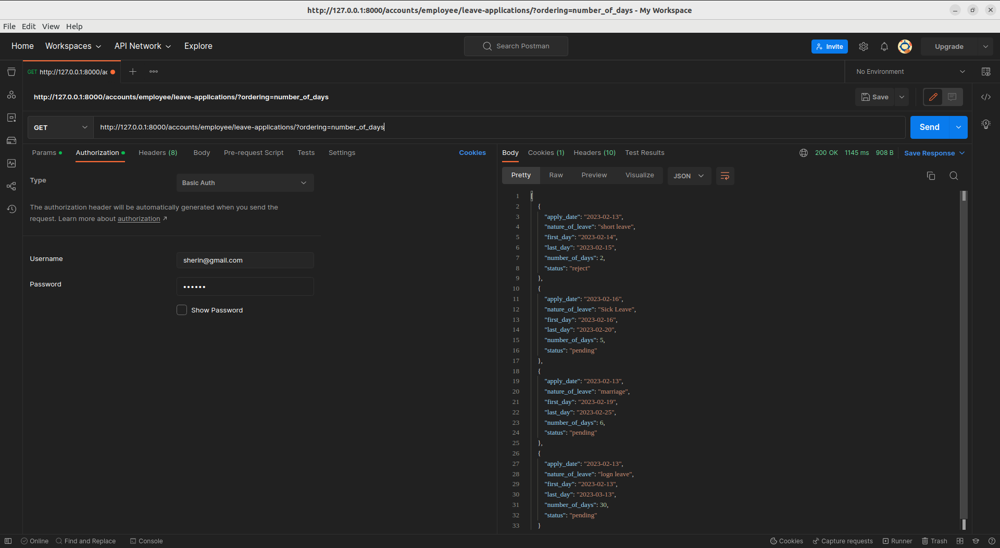 http://127.0.0.1:8000/accounts/employee/leave-applications/?ordering=number_of_days - My Workspace
File Edit View Help
Home Workspaces API Network Explore Search Postman Invite Upgrade
GET http://127.0.0.1:8000/ac No Environment
http://127.0.0.1:8000/accounts/employee/leave-applications/?ordering=number_of_days Save
GET http://127.0.0.1:8000/accounts/employee/leave-applications/?ordering=number_of_days Send
Params Authorization Headers (8) Body Pre-request Script Tests Settings Cookies
Type Basic Auth
The authorization header will be automatically generated when you send the
request. Learn more about authorization ↗
Username sherin@gmail.com
Password ••••••
Show Password
Body Cookies (1) Headers (10) Test Results 200 OK 1145 ms 908 B Save Response
Pretty Raw Preview Visualize JSON
1 [
2 {
3 "apply_date": "2023-02-13",
4 "nature_of_leave": "short leave",
5 "first_day": "2023-02-14",
6 "last_day": "2023-02-15",
7 "number_of_days": 2,
8 "status": "reject"
9 },
10 {
11 "apply_date": "2023-02-16",
12 "nature_of_leave": "Sick Leave",
13 "first_day": "2023-02-16",
14 "last_day": "2023-02-20",
15 "number_of_days": 5,
16 "status": "pending"
17 },
18 {
19 "apply_date": "2023-02-13",
20 "nature_of_leave": "marriage",
21 "first_day": "2023-02-19",
22 "last_day": "2023-02-25",
23 "number_of_days": 6,
24 "status": "pending"
25 },
26 {
27 "apply_date": "2023-02-13",
28 "nature_of_leave": "logn leave",
29 "first_day": "2023-02-13",
30 "last_day": "2023-03-13",
31 "number_of_days": 30,
32 "status": "pending"
33 }
Online Find and Replace Console Cookies Capture requests Runner Trash